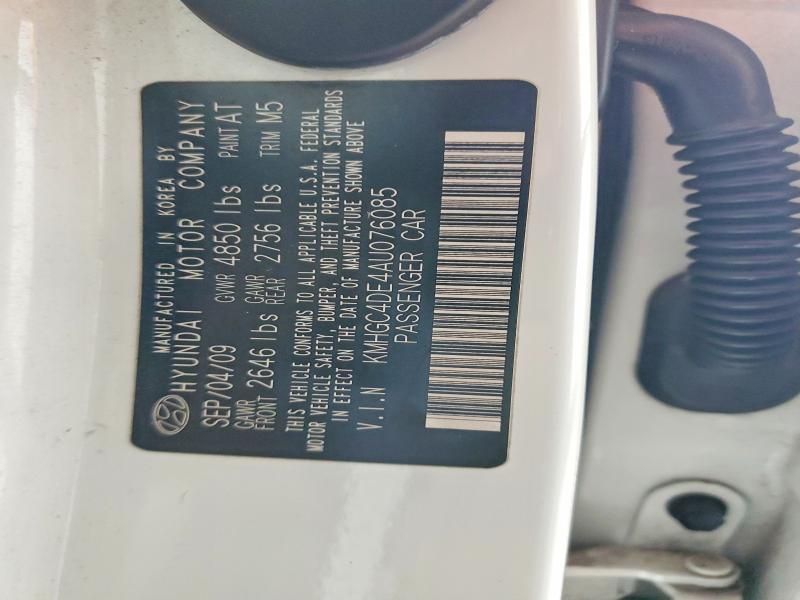 MANUFACTURED IN KOREA BY
HYUNDAI MOTOR COMPANY
SEP/04/09 GVWR 4850 lbs PAINT AT
GAWR FRONT 2646 lbs GAWR REAR 2756 lbs TRIM M5
THIS VEHICLE CONFORMS TO ALL APPLICABLE U.S.A. FEDERAL
MOTOR VEHICLE SAFETY, BUMPER, AND THEFT PREVENTION STANDARDS
IN EFFECT ON THE DATE OF MANUFACTURE SHOWN ABOVE
V.I.N KMHGC4DE4AU076085
PASSENGER CAR